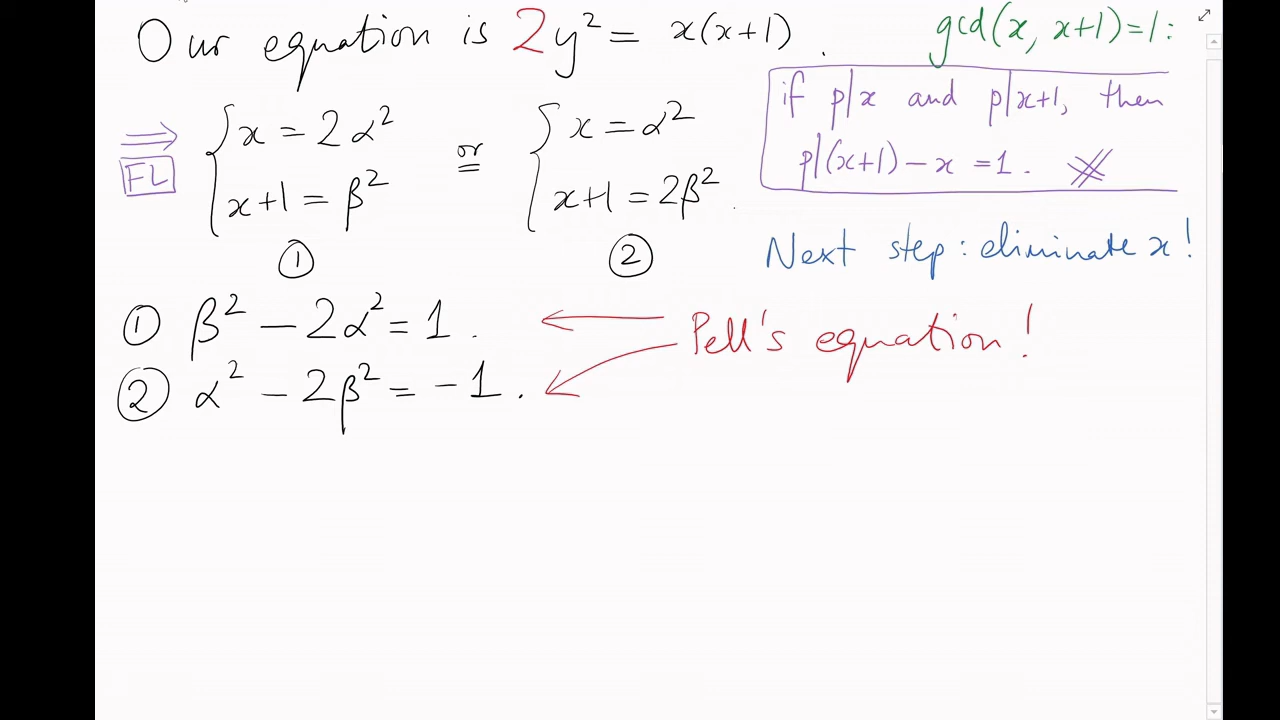 Our equation is 2y² = x(x+1).
gcd(x, x+1)=1:
if p|x and p|x+1, then
p|(x+1)-x =1.
⇒ FL
{ x = 2α²
x+1 = β²
①
or
{ x = α²
x+1 = 2β²
②
Next step: eliminate x!
① β² - 2α² = 1.
② α² - 2β² = -1.
Pell's equation!